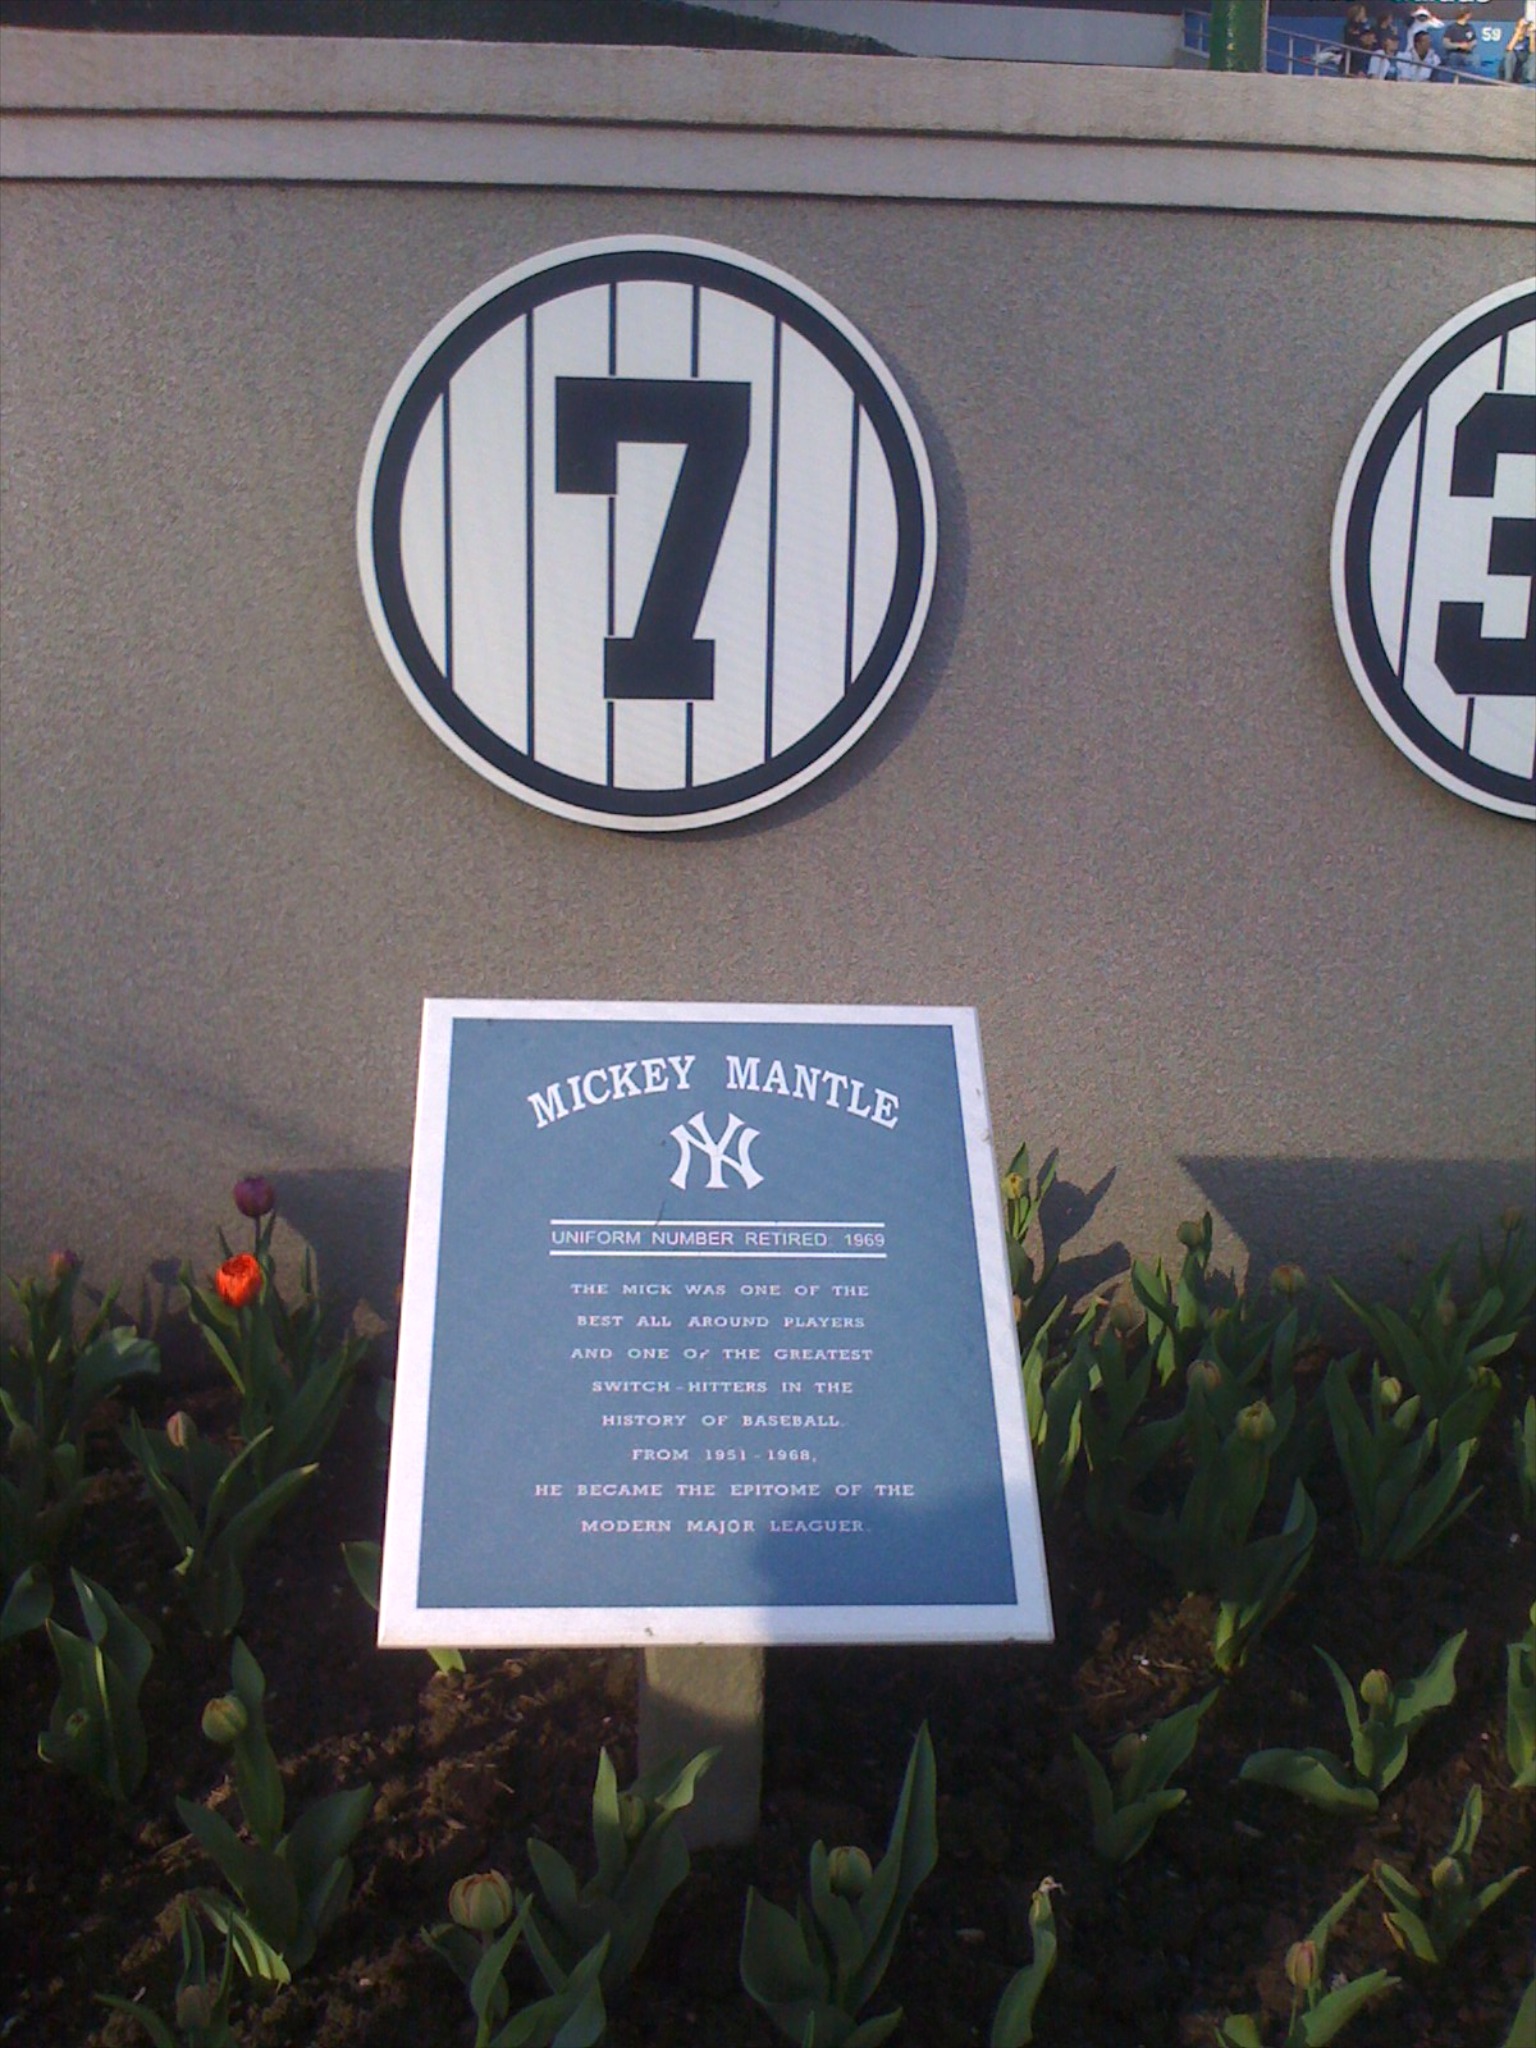 59
7
3
MICKEY MANTLE
NY
UNIFORM NUMBER RETIRED: 1969
THE MICK WAS ONE OF THE
BEST ALL AROUND PLAYERS
AND ONE OF THE GREATEST
SWITCH-HITTERS IN THE
HISTORY OF BASEBALL.
FROM 1951-1968,
HE BECAME THE EPITOME OF THE
MODERN MAJOR LEAGUER.